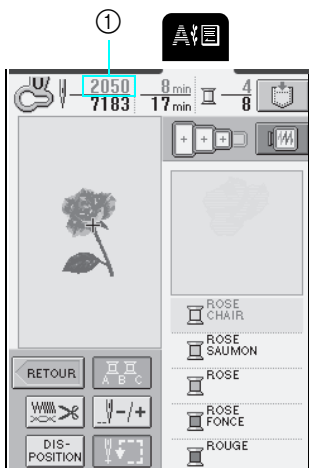 ①
A
U
2050
7183
8 min
17 min
4
8
ROSE
CHAIR
ROSE
SAUMON
ROSE
ROSE
FONCE
ROUGE
RETOUR
A B C
-/+
DIS-
POSITION